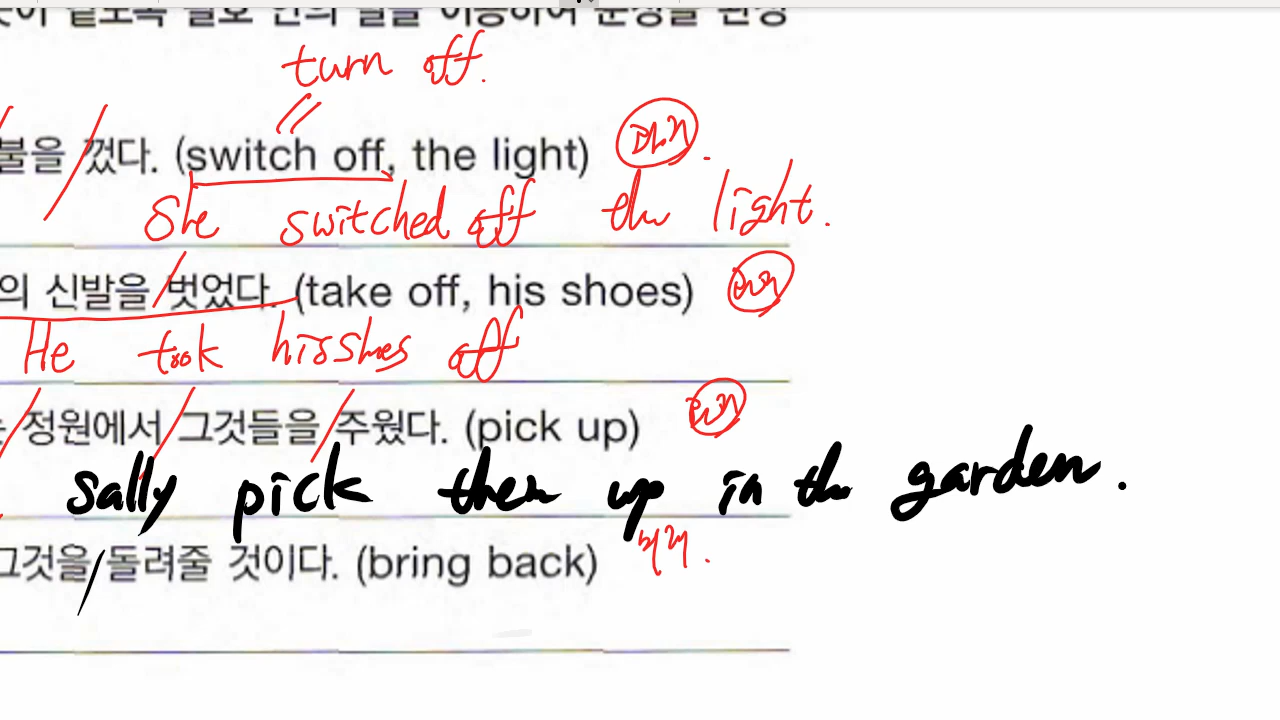 turn off.
불을 껐다. (switch off, the light)
She switched off the light.
의 신발을 벗었다. (take off, his shoes)
He took his shoes off
정원에서 그것들을 주웠다. (pick up)
sally pick them up in the garden.
그것을 돌려줄 것이다. (bring back)